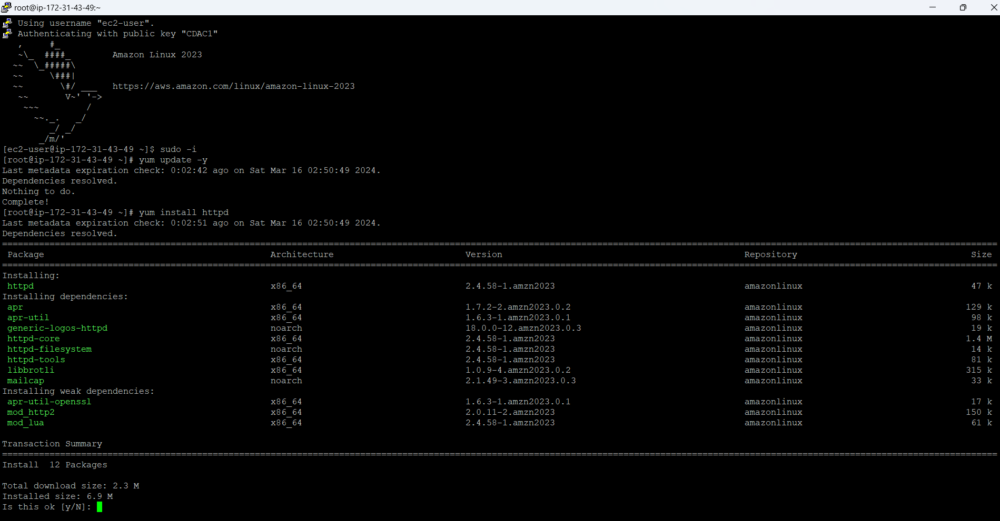 root@ip-172-31-43-49:~
Using username "ec2-user".
Authenticating with public key "CDAC1"
   ,     #_
   ~\_  ####_        Amazon Linux 2023
  ~~  \_#####\
  ~~     \###|
  ~~       \#/ ___   https://aws.amazon.com/linux/amazon-linux-2023
   ~~       V~' '->
    ~~~         /
      ~~._.   _/
         _/ _/
       _/m/'
[ec2-user@ip-172-31-43-49 ~]$ sudo -i
[root@ip-172-31-43-49 ~]# yum update -y
Last metadata expiration check: 0:02:42 ago on Sat Mar 16 02:50:49 2024.
Dependencies resolved.
Nothing to do.
Complete!
[root@ip-172-31-43-49 ~]# yum install httpd
Last metadata expiration check: 0:02:51 ago on Sat Mar 16 02:50:49 2024.
Dependencies resolved.
Package Architecture Version Repository Size
Installing:
httpd x86_64 2.4.58-1.amzn2023 amazonlinux 47 k
Installing dependencies:
apr x86_64 1.7.2-2.amzn2023.0.2 amazonlinux 129 k
apr-util x86_64 1.6.3-1.amzn2023.0.1 amazonlinux 98 k
generic-logos-httpd noarch 18.0.0-12.amzn2023.0.3 amazonlinux 19 k
httpd-core x86_64 2.4.58-1.amzn2023 amazonlinux 1.4 M
httpd-filesystem noarch 2.4.58-1.amzn2023 amazonlinux 14 k
httpd-tools x86_64 2.4.58-1.amzn2023 amazonlinux 81 k
libbrotli x86_64 1.0.9-4.amzn2023.0.2 amazonlinux 315 k
mailcap noarch 2.1.49-3.amzn2023.0.3 amazonlinux 33 k
Installing weak dependencies:
apr-util-openssl x86_64 1.6.3-1.amzn2023.0.1 amazonlinux 17 k
mod_http2 x86_64 2.0.11-2.amzn2023 amazonlinux 150 k
mod_lua x86_64 2.4.58-1.amzn2023 amazonlinux 61 k
Transaction Summary
Install  12 Packages
Total download size: 2.3 M
Installed size: 6.9 M
Is this ok [y/N]: